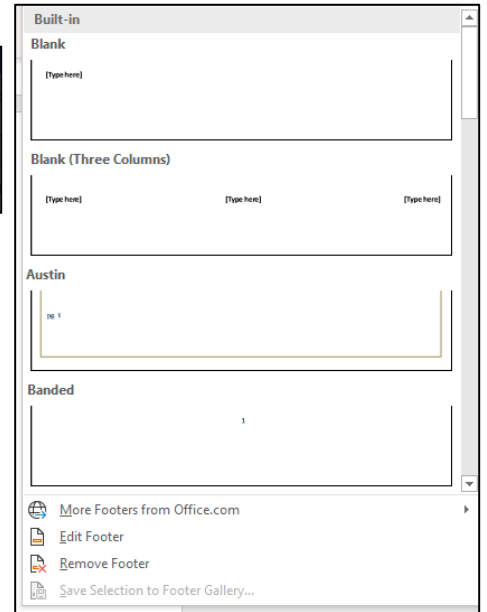 Built-in
Blank
[Type here]
Blank (Three Columns)
[Type here] [Type here] [Type here]
Austin
pg. 1
Banded
1
More Footers from Office.com
Edit Footer
Remove Footer
Save Selection to Footer Gallery...